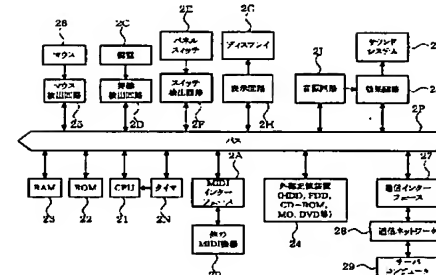 2B
2C
2E
2G
マウス
鍵盤
パネル
スイッチ
ディスプレイ
2I
サウンド
システム
マウス
検出回路
鍵盤
検出回路
スイッチ
検出回路
表示回路
音源回路
効果回路
2D
2F
2H
2P
バス
2A
27
RAM
ROM
CPU
タイマ
MIDI
インター
フェース
外部記憶装置
(HDD, FDD,
CD-ROM,
MO, DVD等)
通信インター
フェース
23
22
21
2N
24
28
通信ネットワーク
他の
MIDI機器
29
サーバ
コンピュータ